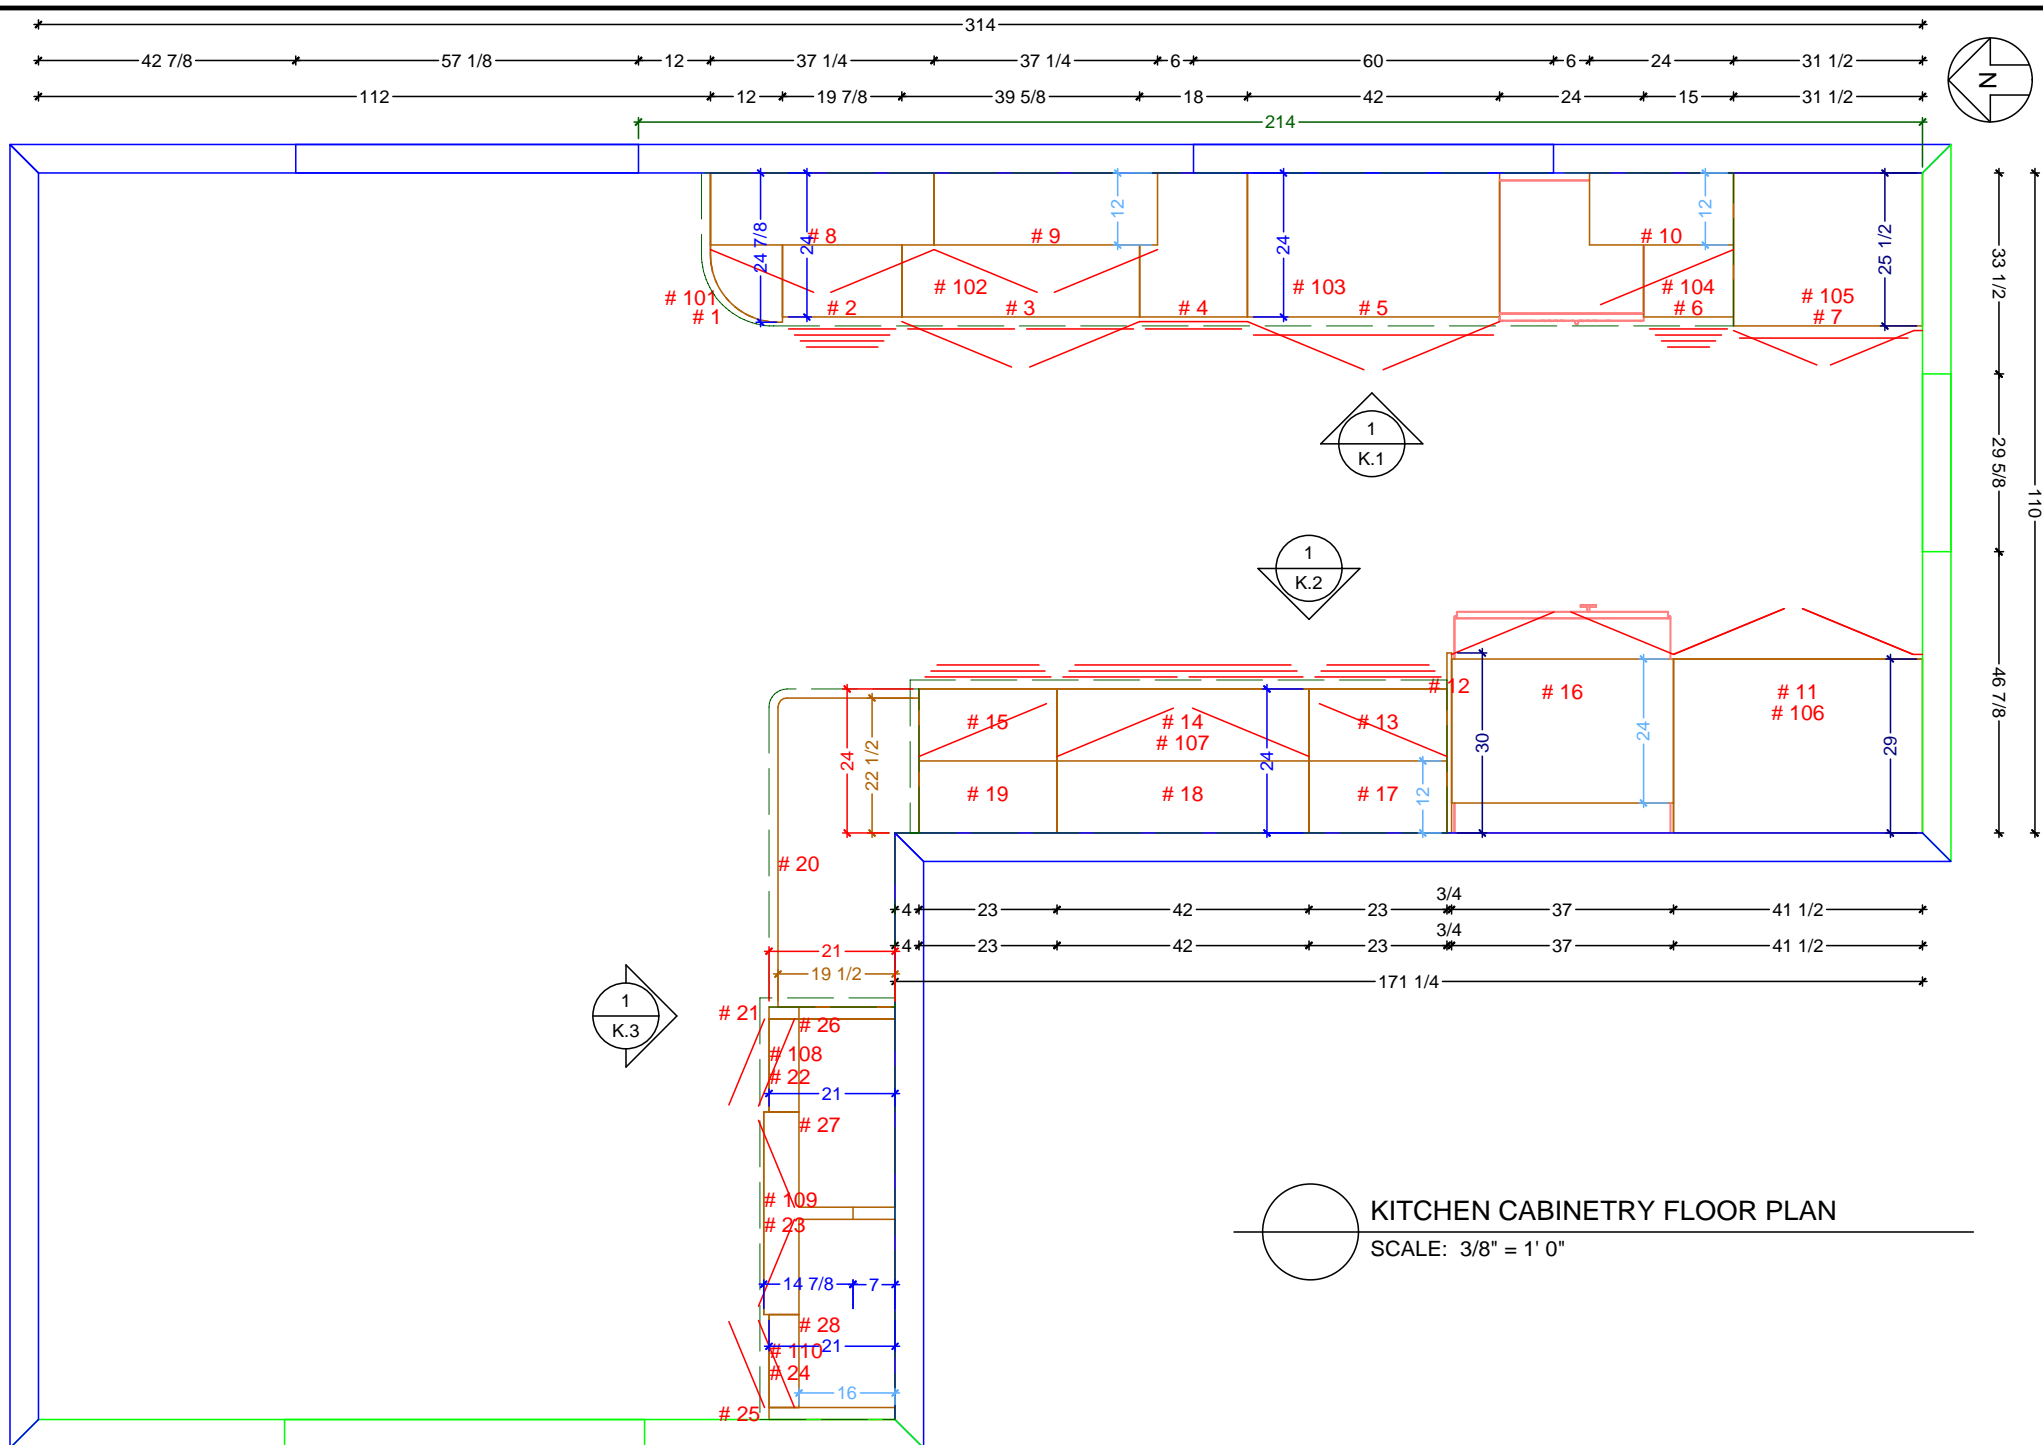 314
42 7/8 57 1/8 12 37 1/4 37 1/4 6 60 6 24 31 1/2
112 12 19 7/8 39 5/8 18 42 24 15 31 1/2
N
214
24 7/8 24 12 24 12 25 1/2
# 8 # 9 # 10
# 101 # 102 # 103 # 104 # 105
# 1 # 2 # 3 # 4 # 5 # 6 # 7
33 1/2
29 5/8
46 7/8
110
1
K.1
1
K.2
# 12 # 16 # 11
# 106
# 15 # 14 # 13
# 107
24 22 1/2 24 30 24 29
# 19 # 18 # 17 12
# 20
3/4
4 23 42 23 37 41 1/2
3/4
4 23 42 23 37 41 1/2
171 1/4
21
19 1/2
1
K.3
# 21
# 26
# 108
# 22
21
# 27
# 109
# 23
14 7/8 7
# 28
# 110 21
# 24
16
# 25
KITCHEN CABINETRY FLOOR PLAN
SCALE: 3/8" = 1' 0"